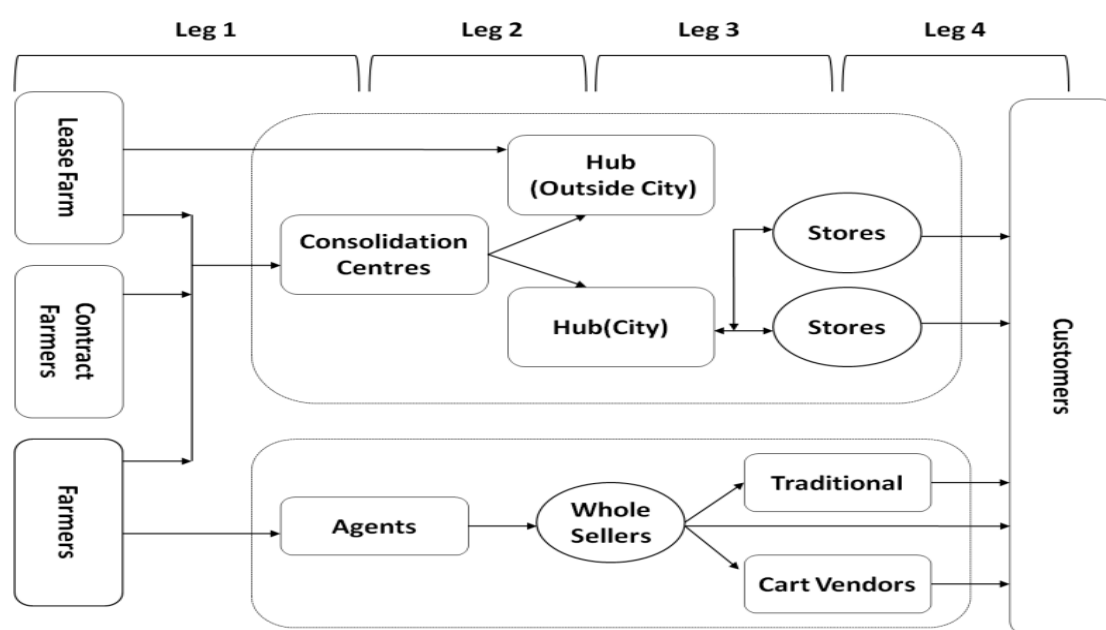 Leg 1
Leg 2
Leg 3
Leg 4
Lease Farm
Contract
Farmers
Farmers
Hub
(Outside City)
Consolidation
Centres
Hub(City)
Stores
Stores
Agents
Whole
Sellers
Traditional
Cart Vendors
Customers